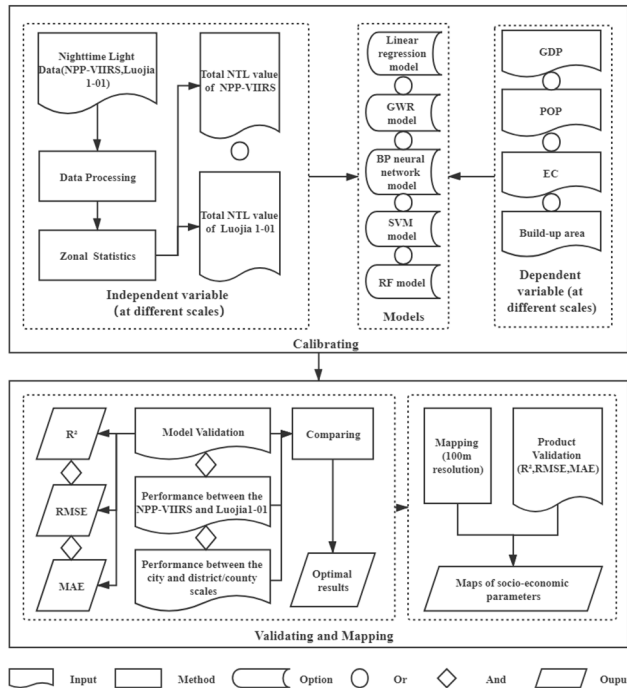 Nighttime Light
Data(NPP-VIIRS,Luojia
1-01)
Data Processing
Zonal Statistics
Total NTL value
of NPP-VIIRS
Total NTL value
of Luojia 1-01
Independent variable
(at different scales)
Linear
regression
model
GWR
model
BP neural
network
model
SVM
model
RF model
Models
GDP
POP
EC
Build-up area
Dependent
variable (at
different scales)
Calibrating
R²
RMSE
MAE
Model Validation
Performance between the
NPP-VIIRS and Luojia1-01
Performance between the
city and district/county
scales
Comparing
Optimal
results
Mapping
(100m
resolution)
Product
Validation
(R²,RMSE,MAE)
Maps of socio-economic
parameters
Validating and Mapping
Input
Method
Option
Or
And
Ouput